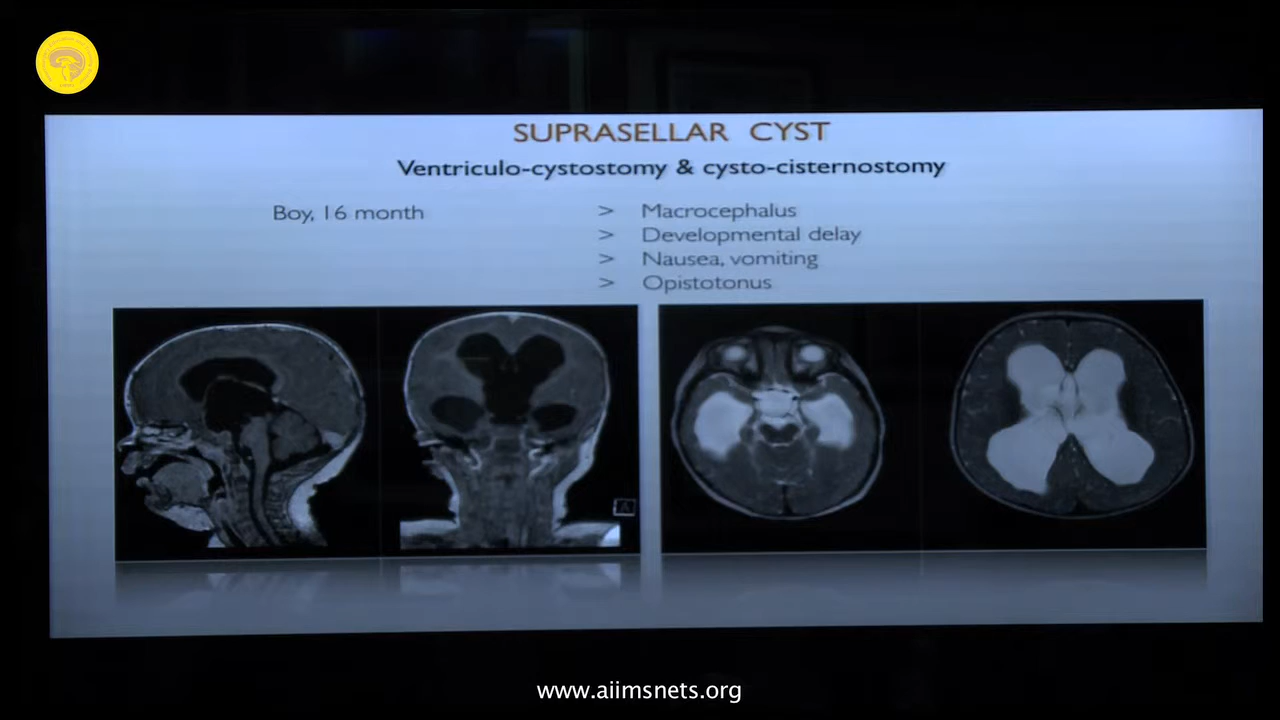 SUPRASELLAR CYST
Ventriculo-cystostomy & cysto-cisternostomy
Boy, 16 month
> Macrocephalus
> Developmental delay
> Nausea, vomiting
> Opistotonus
A
www.aiimsnets.org